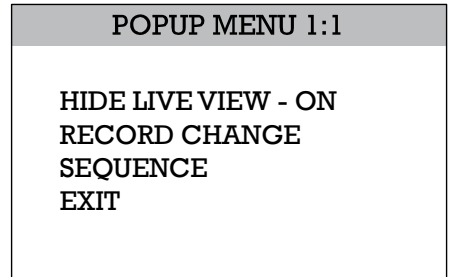 POPUP MENU 1:1
HIDE LIVE VIEW - ON
RECORD CHANGE
SEQUENCE
EXIT